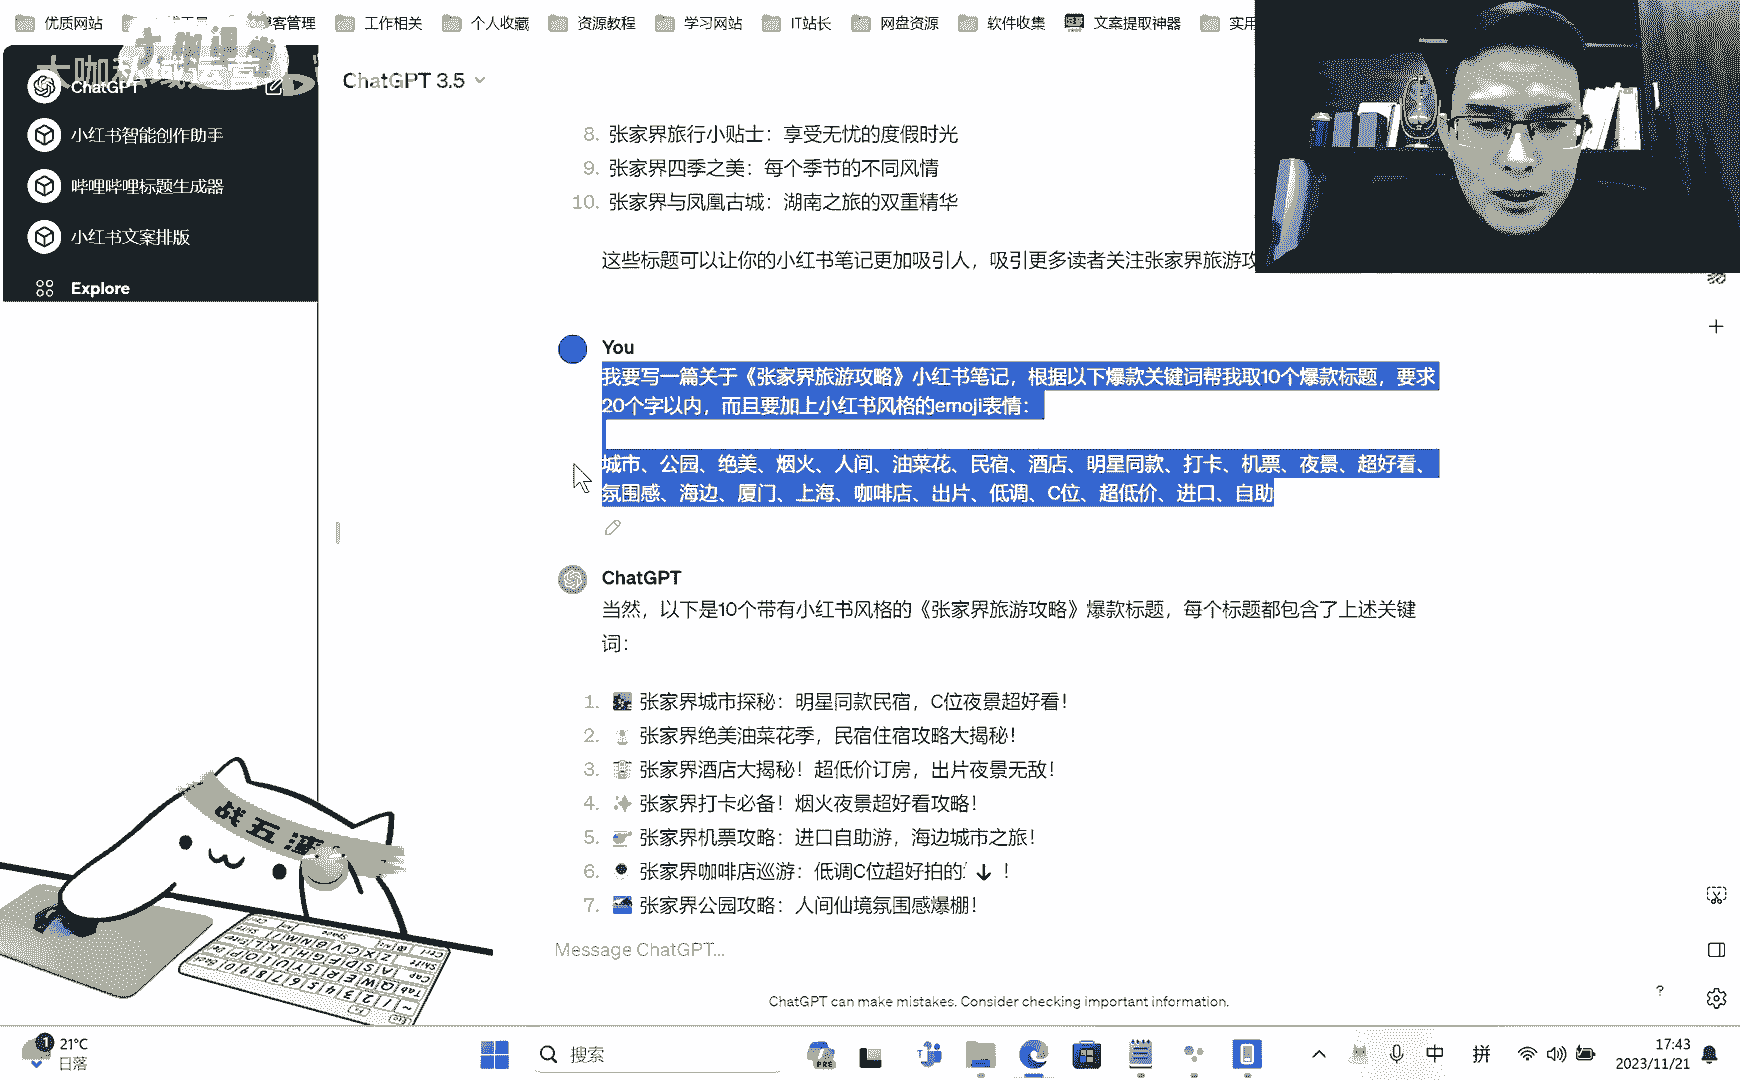 优质网站
客管理
工作相关
个人收藏
资源教程
学习网站
IT站长
网盘资源
软件收集
文案提取神器
实用
ChatGPT
小红书智能创作助手
哔哩哔哩标题生成器
小红书文案排版
Explore
ChatGPT 3.5
8. 张家界旅行小贴士：享受无忧的度假时光
9. 张家界四季之美：每个季节的不同风情
10. 张家界与凤凰古城：湖南之旅的双重精华
这些标题可以让你的小红书笔记更加吸引人，吸引更多读者关注张家界旅游攻
You
我要写一篇关于《张家界旅游攻略》小红书笔记，根据以下爆款关键词帮我取10个爆款标题，要求
20个字以内，而且要加上小红书风格的emoji表情：
城市、公园、绝美、烟火、人间、油菜花、民宿、酒店、明星同款、打卡、机票、夜景、超好看、
氛围感、海边、厦门、上海、咖啡店、出片、低调、C位、超低价、进口、自助
ChatGPT
当然，以下是10个带有小红书风格的《张家界旅游攻略》爆款标题，每个标题都包含了上述关键
词：
1. 张家界城市探秘：明星同款民宿，C位夜景超好看！
2. 张家界绝美油菜花季，民宿住宿攻略大揭秘！
3. 张家界酒店大揭秘！超低价订房，出片夜景无敌！
4. 张家界打卡必备！烟火夜景超好看攻略！
5. 张家界机票攻略：进口自助游，海边城市之旅！
6. 张家界咖啡店巡游：低调C位超好拍的 ！
7. 张家界公园攻略：人间仙境氛围感爆棚！
Message ChatGPT...
ChatGPT can make mistakes. Consider checking important information.
?
战五渣
21°C
日落
搜索
PRE
中
拼
17:43
2023/11/21